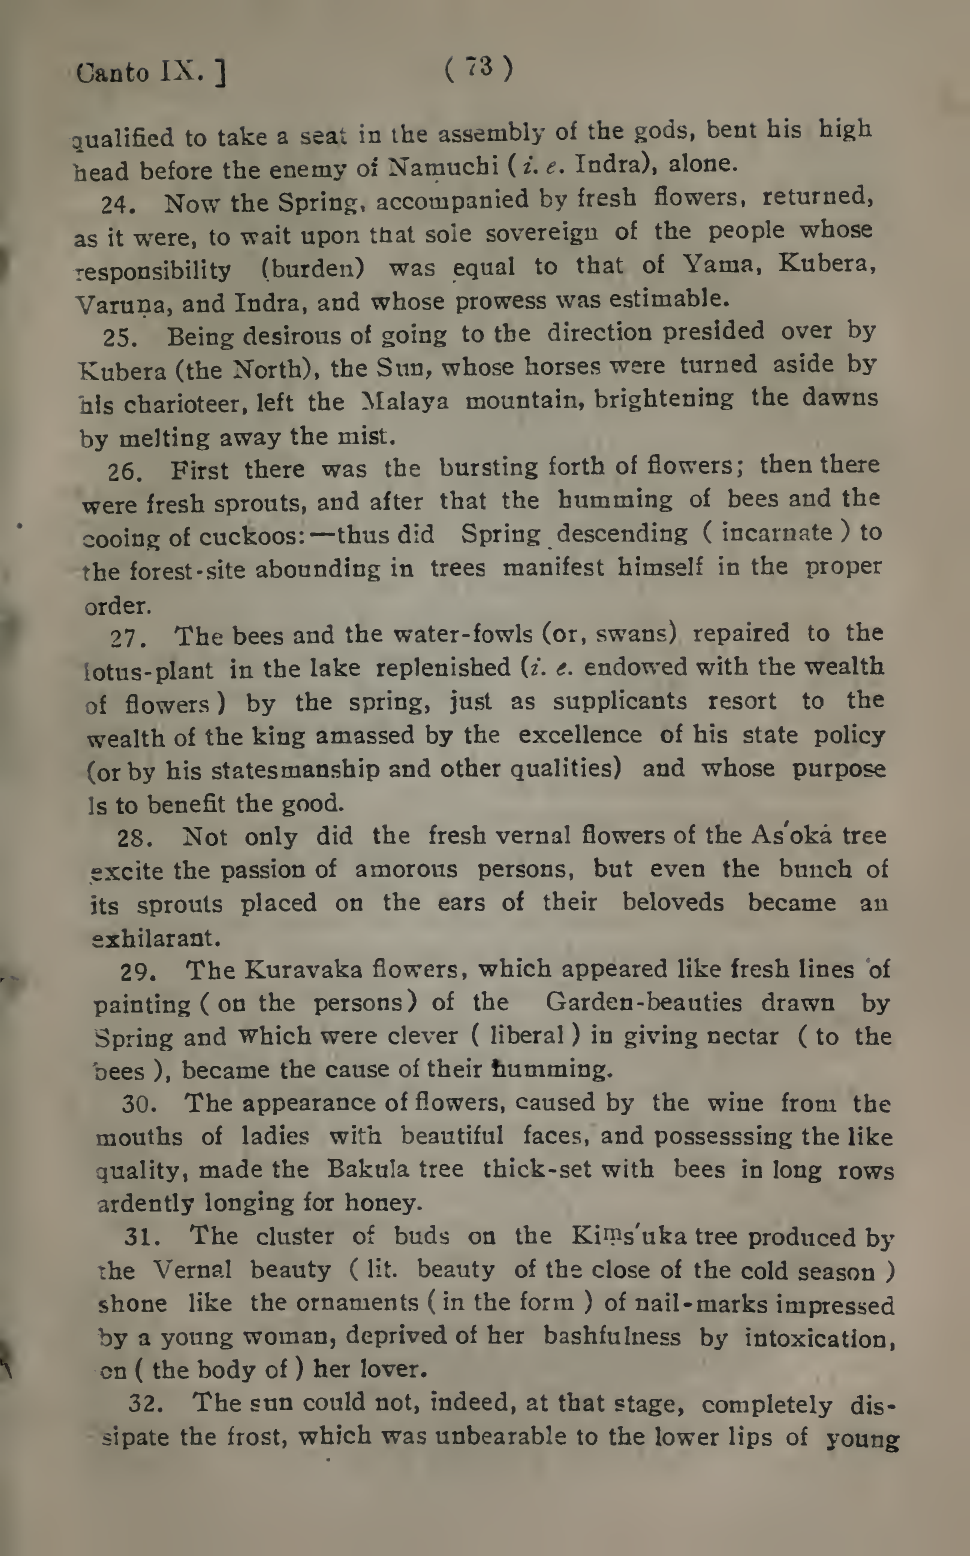 Canto IX. ] ( 73 )
qualified to take a seat in the assembly of the gods, bent his high
head before the enemy of Namuchi ( i. e. Indra), alone.
24. Now the Spring, accompanied by fresh flowers, returned,
as it were, to wait upon that sole sovereign of the people whose
responsibility (burden) was equal to that of Yama, Kubera,
Varuṇa, and Indra, and whose prowess was estimable.
25. Being desirous of going to the direction presided over by
Kubera (the North), the Sun, whose horses were turned aside by
his charioteer, left the Malaya mountain, brightening the dawns
by melting away the mist.
26. First there was the bursting forth of flowers; then there
were fresh sprouts, and after that the humming of bees and the
cooing of cuckoos:—thus did Spring descending ( incarnate ) to
the forest-site abounding in trees manifest himself in the proper
order.
27. The bees and the water-fowls (or, swans) repaired to the
lotus-plant in the lake replenished (i. e. endowed with the wealth
of flowers ) by the spring, just as supplicants resort to the
wealth of the king amassed by the excellence of his state policy
(or by his statesmanship and other qualities) and whose purpose
is to benefit the good.
28. Not only did the fresh vernal flowers of the As'oka tree
excite the passion of amorous persons, but even the bunch of
its sprouts placed on the ears of their beloveds became an
exhilarant.
29. The Kuravaka flowers, which appeared like fresh lines of
painting ( on the persons) of the Garden-beauties drawn by
Spring and which were clever ( liberal ) in giving nectar ( to the
bees ), became the cause of their humming.
30. The appearance of flowers, caused by the wine from the
mouths of ladies with beautiful faces, and possesssing the like
quality, made the Bakula tree thick-set with bees in long rows
ardently longing for honey.
31. The cluster of buds on the Kiṃs'uka tree produced by
the Vernal beauty ( lit. beauty of the close of the cold season )
shone like the ornaments ( in the form ) of nail-marks impressed
by a young woman, deprived of her bashfulness by intoxication,
on ( the body of ) her lover.
32. The sun could not, indeed, at that stage, completely dis-
sipate the frost, which was unbearable to the lower lips of young